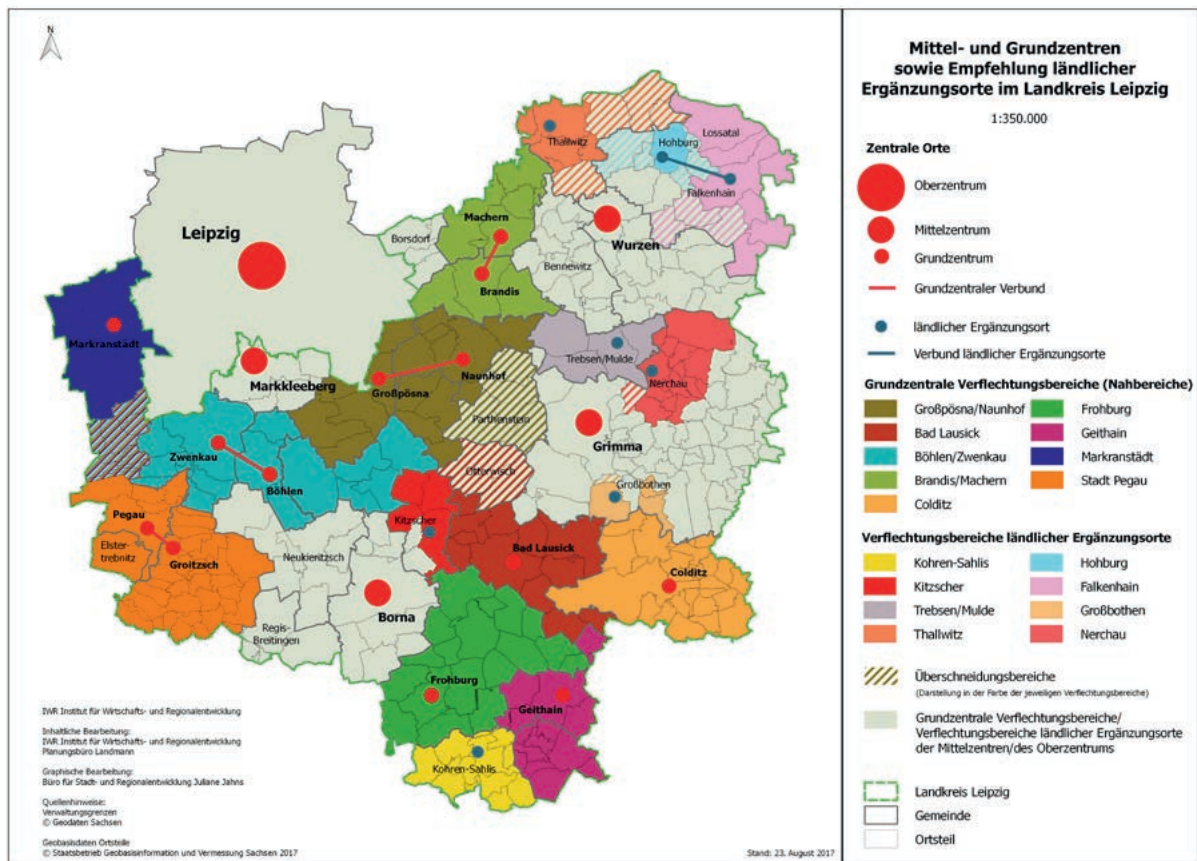 N
Leipzig
Markranstädt
Markkleeberg
Borsdorf
Machern
Brandis
Thallwitz
Hohburg
Lossatal
Falkenhain
Wurzen
Bennewitz
Trebsen/Mulde
Nerchau
Großpösna
Naunhof
Parthenstein
Grimma
Otterwisch
Großbothen
Zwenkau
Böhlen
Pegau
Elster-
trebnitz
Groitzsch
Neukieritzsch
Kitzscher
Bad Lausick
Colditz
Borna
Regis-
Breitingen
Frohburg
Geithain
Kohren-Sahlis
IWR Institut für Wirtschafts- und Regionalentwicklung
Inhaltliche Bearbeitung:
IWR Institut für Wirtschafts- und Regionalentwicklung
Planungsbüro Landmann
Graphische Bearbeitung:
Büro für Stadt- und Regionalentwicklung Juliane Jahns
Quellenhinweise:
Verwaltungsgrenzen
© Geodaten Sachsen
Geobasisdaten Ortsteile
© Staatsbetrieb Geobasisinformation und Vermessung Sachsen 2017
Stand: 23. August 2017
Mittel- und Grundzentren
sowie Empfehlung ländlicher
Ergänzungsorte im Landkreis Leipzig
1:350.000
Zentrale Orte
Oberzentrum
Mittelzentrum
Grundzentrum
Grundzentraler Verbund
ländlicher Ergänzungsort
Verbund ländlicher Ergänzungsorte
Grundzentrale Verflechtungsbereiche (Nahbereiche)
Großpösna/Naunhof
Frohburg
Bad Lausick
Geithain
Böhlen/Zwenkau
Markranstädt
Brandis/Machern
Stadt Pegau
Colditz
Verflechtungsbereiche ländlicher Ergänzungsorte
Kohren-Sahlis
Hohburg
Kitzscher
Falkenhain
Trebsen/Mulde
Großbothen
Thallwitz
Nerchau
Überschneidungsbereiche
(Darstellung in der Farbe der jeweiligen Verflechtungsbereiche)
Grundzentrale Verflechtungsbereiche/
Verflechtungsbereiche ländlicher Ergänzungsorte
der Mittelzentren/des Oberzentrums
Landkreis Leipzig
Gemeinde
Ortsteil